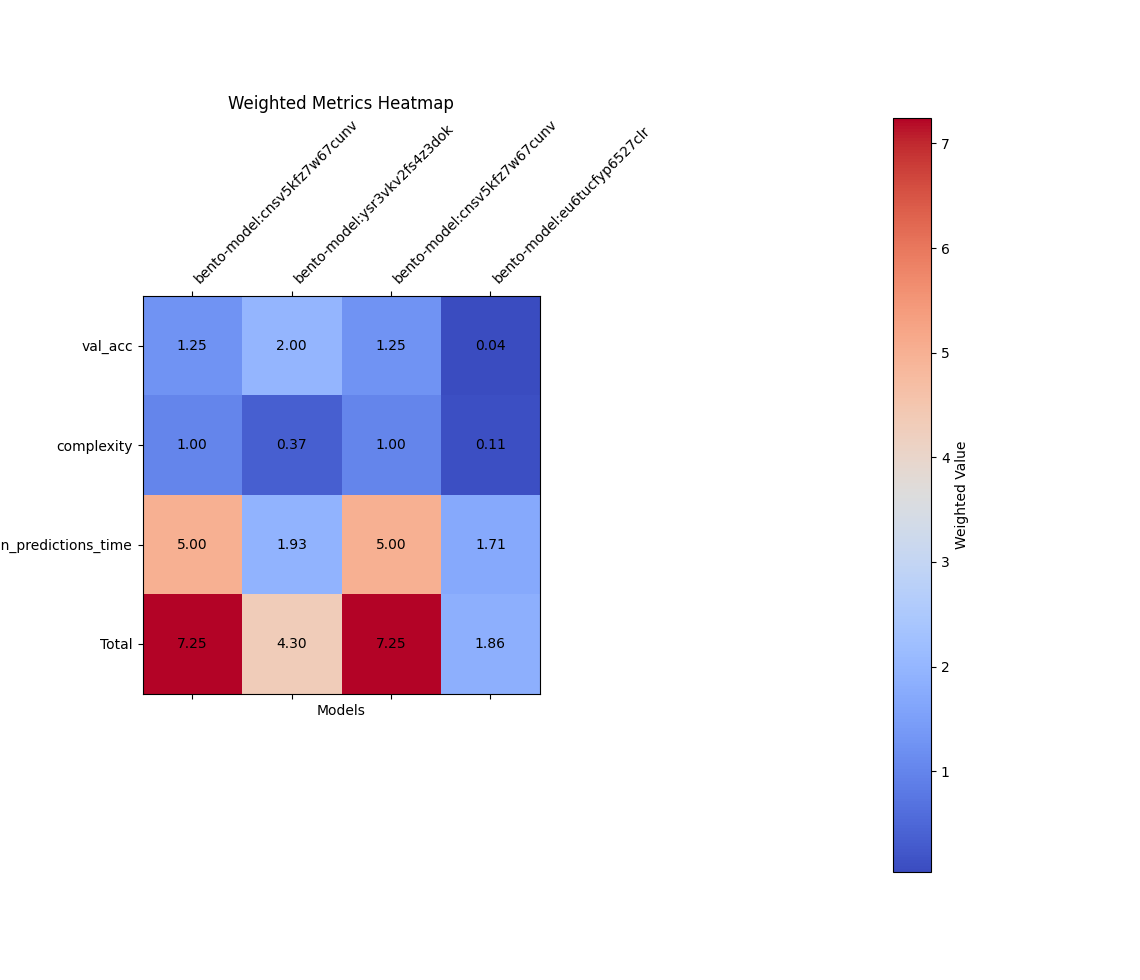 Weighted Metrics Heatmap
bento-model:cnsv5kfz7w67cunv
bento-model:ysr3vkv2fs4z3dok
bento-model:cnsv5kfz7w67cunv
bento-model:eu6tucfyp6527clr
val_acc
1.25 2.00 1.25 0.04
complexity
1.00 0.37 1.00 0.11
n_predictions_time
5.00 1.93 5.00 1.71
Total
7.25 4.30 7.25 1.86
Models
7
6
5
4
3
2
1
Weighted Value